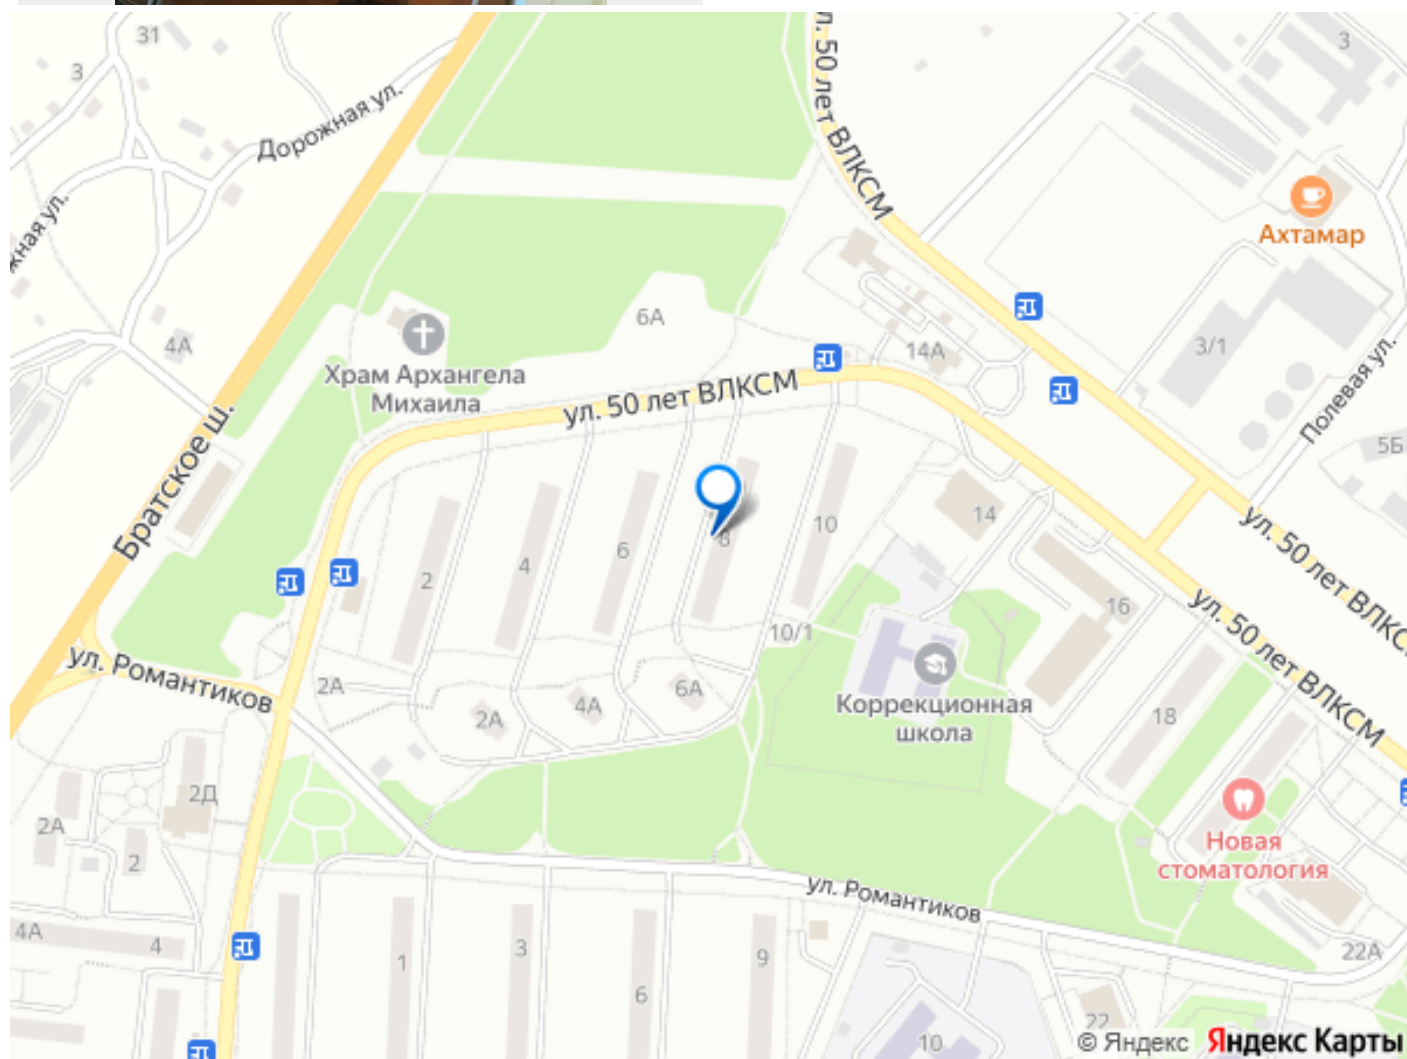 31
3
Дорожная ул.
л. 50 лет ВЛКСМ
3
Ахтамар
жная ул.
4А
Храм Архангела
Михаила
6А
14А
3/1
Полевая ул.
5Б
ул. 50 лет ВЛКСМ
Братское ш.
2
4
6
8
10
14
16
ул. 50 лет ВЛКС
ул. 50 лет ВЛКСМ
10/1
Коррекционная
школа
18
ул. Романтиков
2А
2А
4А
6А
2Д
2А
2
Новая
стоматология
ул. Романтиков
4А
4
1
3
6
9
10
22
22А
© Яндекс Яндекс Карты